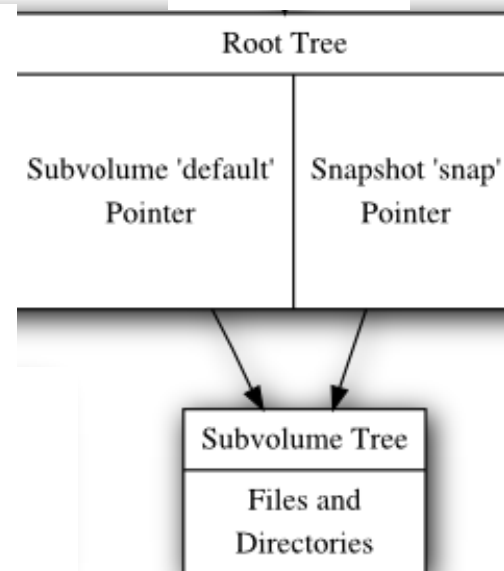 Root Tree
Subvolume 'default'
Pointer
Snapshot 'snap'
Pointer
Subvolume Tree
Files and
Directories